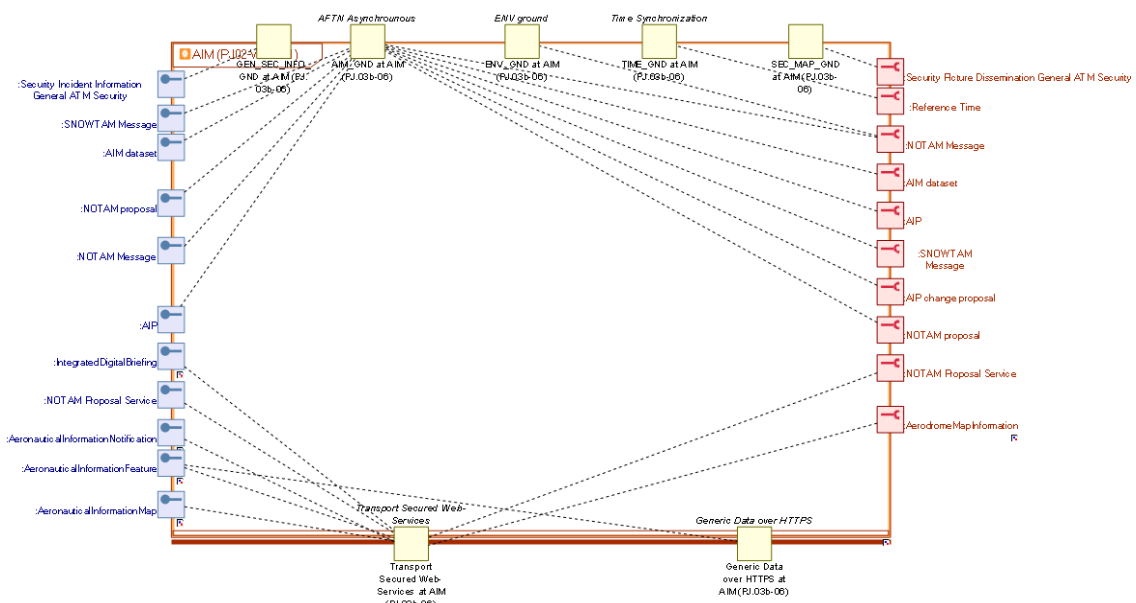 AFTN Asynchrounous
ENV ground
Time Synchronization
AIM (PJ.02-
GEN_SEC_INFO_
GND at AIM (PJ.
03b-06)
AIM_GND at AIM
(PJ.03b-06)
ENV_GND at AIM
(PJ.03b-06)
TIME_GND at AIM
(PJ.03b-06)
SEC_MAP_GND
at AIM (PJ.03b-
06)
:Security Incident Information
General ATM Security
:SNOWTAM Message
:AIM dataset
:NOTAM proposal
:NOTAM Message
:AIP
:IntegratedDigitalBriefing
:NOTAM Proposal Service
:AeronauticalInformationNotification
:AeronauticalInformationFeature
:AeronauticalInformationMap
:Security Picture Dissemination General ATM Security
:Reference Time
:NOTAM Message
:AIM dataset
:AIP
:SNOWTAM
Message
:AIP change proposal
:NOTAM proposal
:NOTAM Proposal Service
:AerodromeMapInformation
Transport Secured Web-
Services
Generic Data over HTTPS
Transport
Secured Web-
Services at AIM
(PJ.03b-06)
Generic Data
over HTTPS at
AIM (PJ.03b-06)